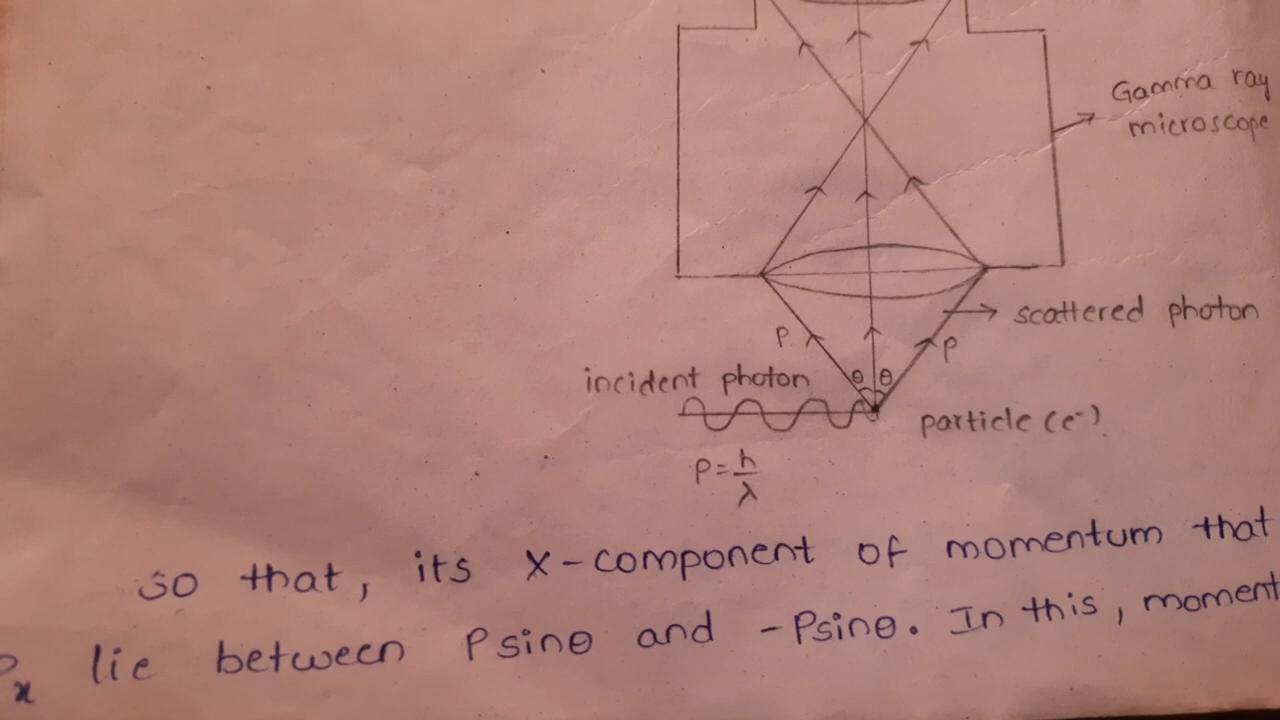 Gamma ray
microscope
scattered photon
P
P
θ θ
incident photon
particle (e⁻)
P = h/λ
so that, its X-component of momentum that
Px lie between Psinθ and -Psinθ. In this, moment